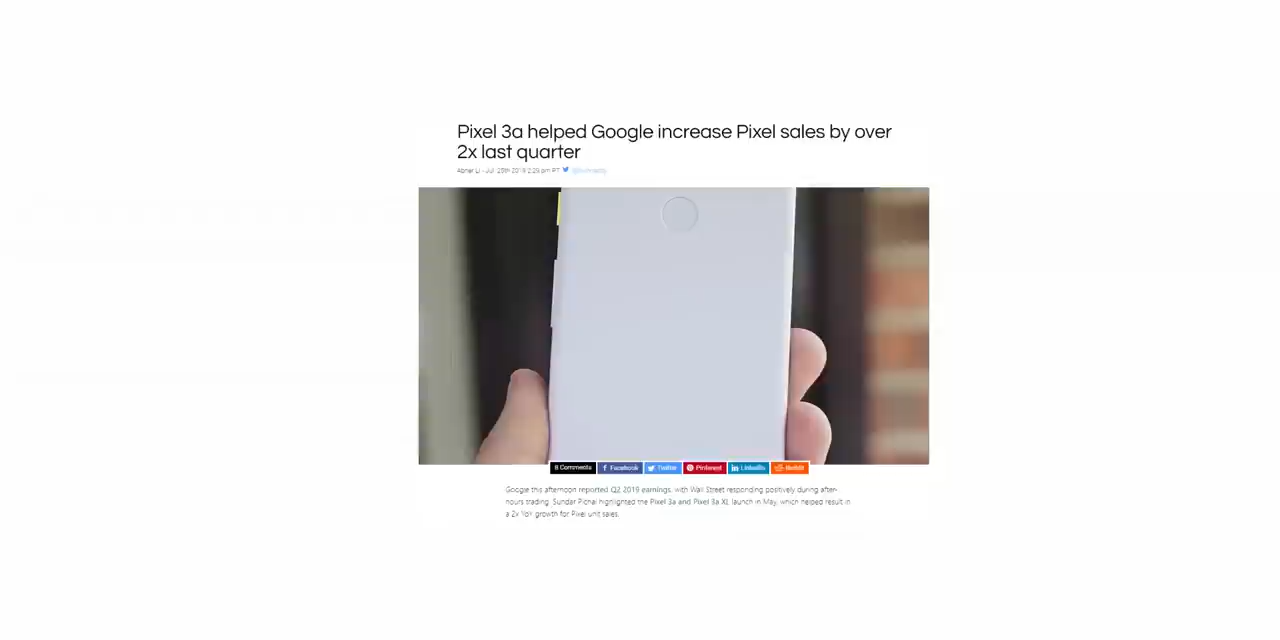 Pixel 3a helped Google increase Pixel sales by over
2x last quarter
Abner Li - Jul. 25th 2019 2:29 pm PT
8 Comments Facebook Twitter Pinterest LinkedIn Reddit
Google this afternoon reported Q2 2019 earnings, with Wall Street responding positively during after-
hours trading. Sundar Pichai highlighted the Pixel 3a and Pixel 3a XL launch in May, which helped result in
a 2x YoY growth for Pixel unit sales.